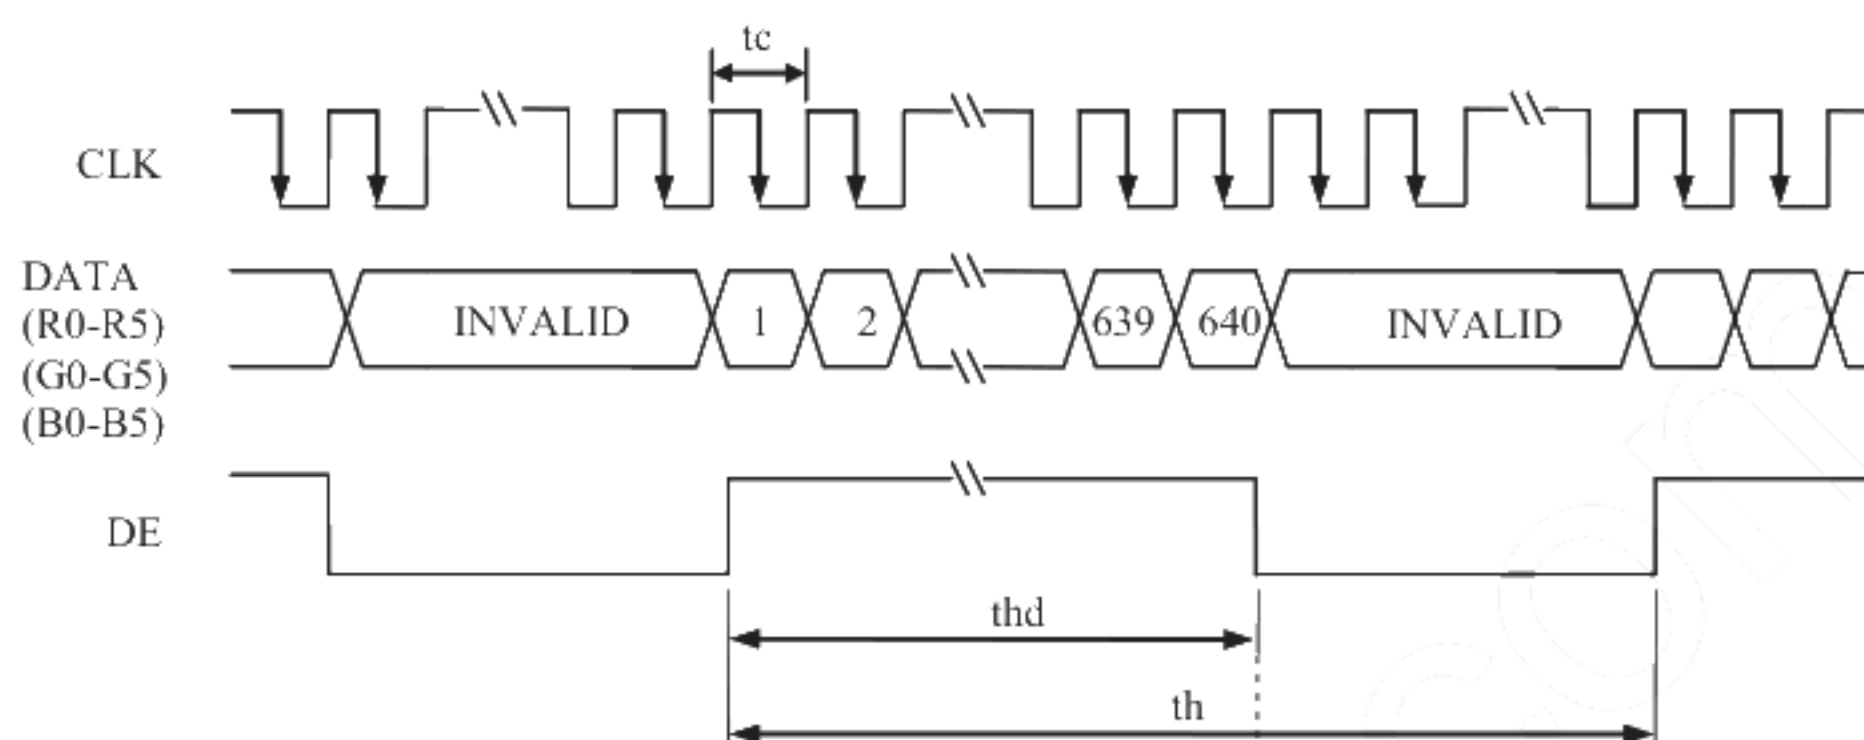 tc
CLK
DATA
(R0-R5)
(G0-G5)
(B0-B5)
INVALID 1 2 639 640 INVALID
DE
thd
th